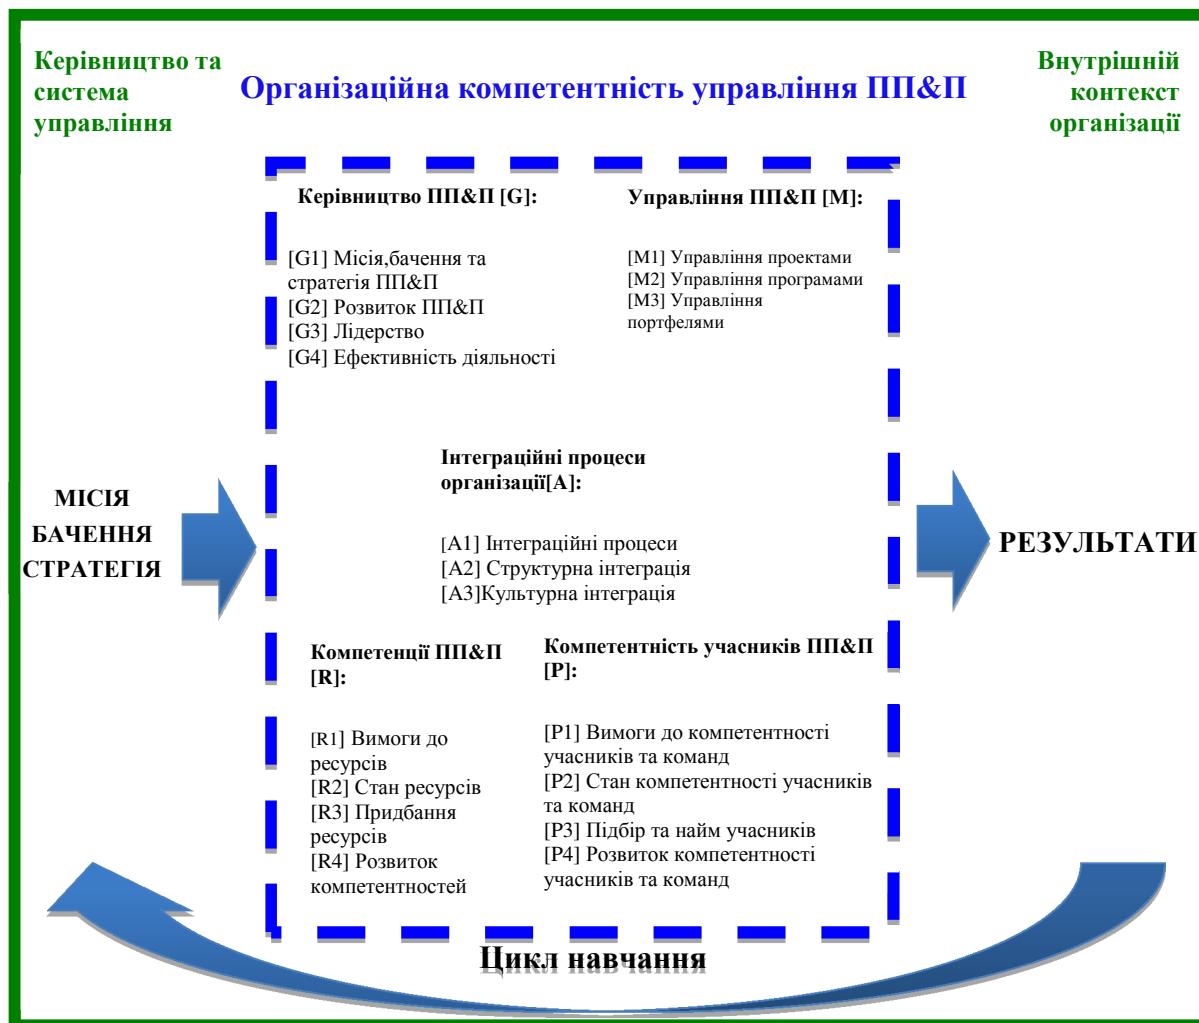 Керівництво та
система
управління
Організаційна компетентність управління ПП&П
Внутрішній
контекст
організації
Керівництво ПП&П [G]:
[G1] Місія,бачення та
стратегія ПП&П
[G2] Розвиток ПП&П
[G3] Лідерство
[G4] Ефективність діяльності
Управління ПП&П [M]:
[M1] Управління проектами
[M2] Управління програмами
[M3] Управління
портфелями
МІСІЯ
БАЧЕННЯ
СТРАТЕГІЯ
Інтеграційні процеси
організації[A]:
[A1] Інтеграційні процеси
[A2] Структурна інтеграція
[A3]Культурна інтеграція
РЕЗУЛЬТАТИ
Компетенції ПП&П
[R]:
[R1] Вимоги до
ресурсів
[R2] Стан ресурсів
[R3] Придбання
ресурсів
[R4] Розвиток
компетентностей
Компетентність учасників ПП&П
[P]:
[P1] Вимоги до компетентності
учасників та команд
[P2] Стан компетентності учасників
та команд
[P3] Підбір та найм учасників
[P4] Розвиток компетентності
учасників та команд
Цикл навчання